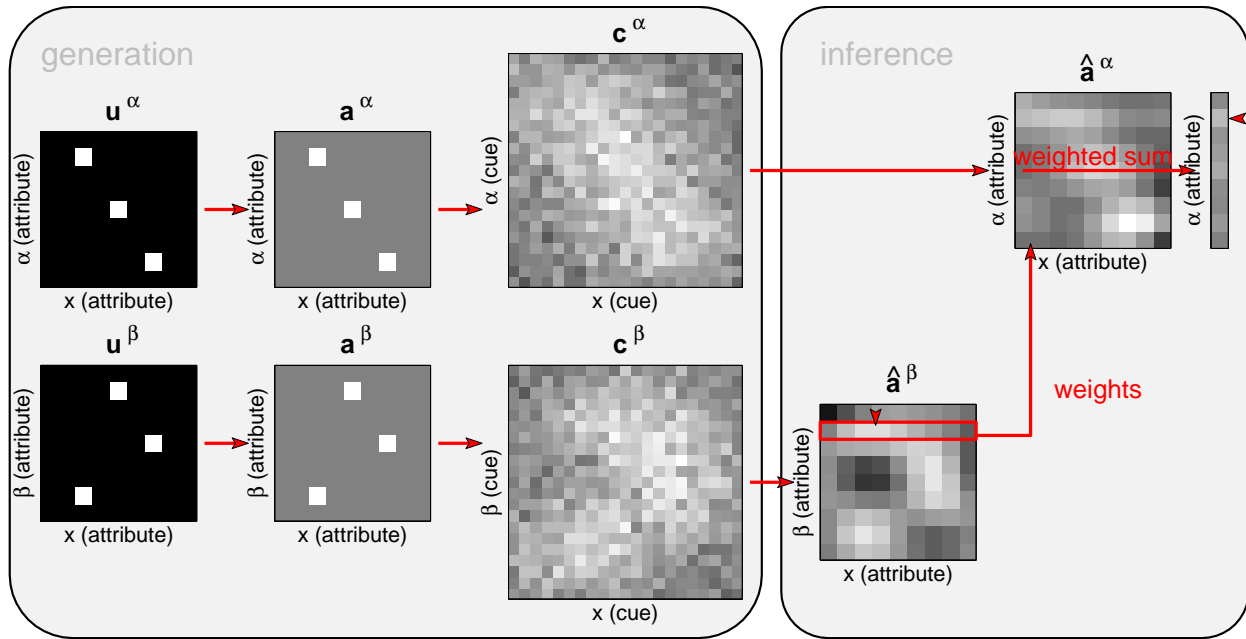 generation
u α
α (attribute)
x (attribute)
a α
α (attribute)
x (attribute)
c α
α (cue)
x (cue)
u β
β (attribute)
x (attribute)
a β
β (attribute)
x (attribute)
c β
β (cue)
x (cue)
inference
â α
α (attribute)
weighted sum
x (attribute)
α (attribute)
weights
â β
β (attribute)
x (attribute)